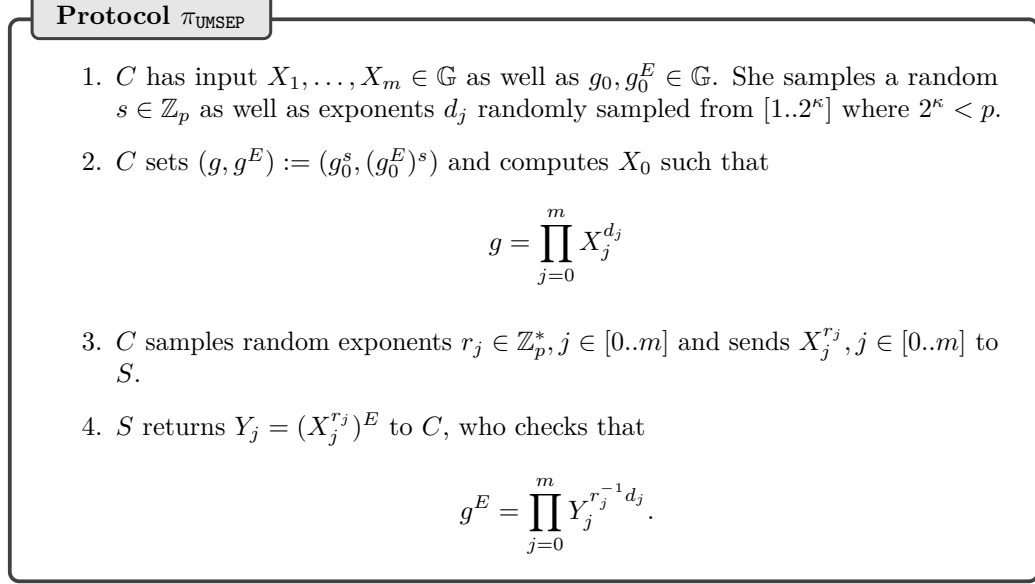 Protocol π_UMSEP
1. C has input X_1, . . . , X_m ∈ 𝔾 as well as g_0, g_0^E ∈ 𝔾. She samples a random
s ∈ ℤ_p as well as exponents d_j randomly sampled from [1..2^κ] where 2^κ < p.
2. C sets (g, g^E) := (g_0^s, (g_0^E)^s) and computes X_0 such that
g = ∏_{j=0}^{m} X_j^{d_j}
3. C samples random exponents r_j ∈ ℤ_p^*, j ∈ [0..m] and sends X_j^{r_j}, j ∈ [0..m] to
S.
4. S returns Y_j = (X_j^{r_j})^E to C, who checks that
g^E = ∏_{j=0}^{m} Y_j^{r_j^{-1} d_j}.